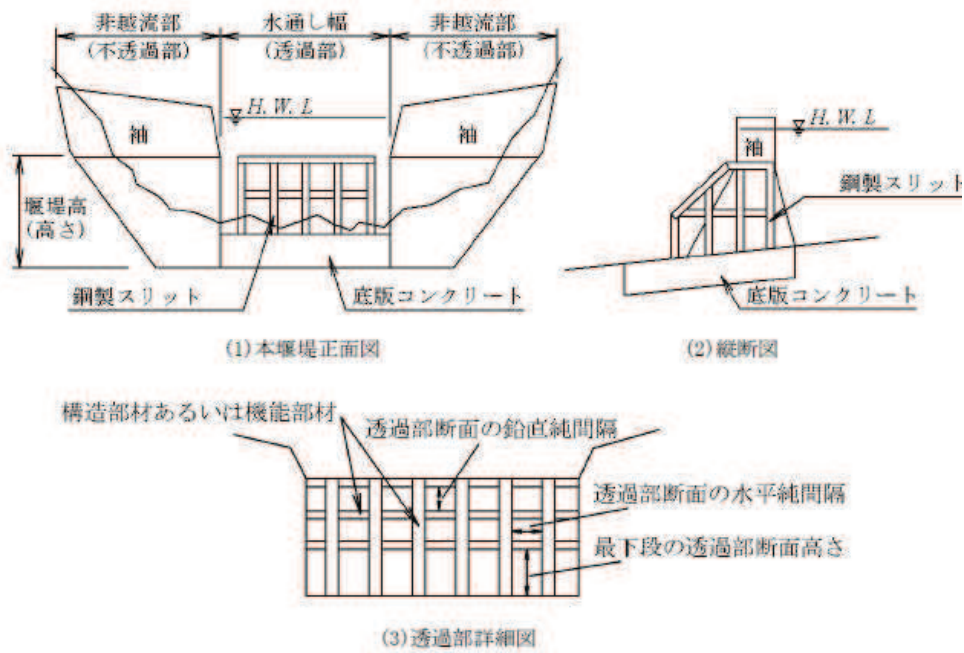 非越流部
(不透過部)
水通し幅
(透過部)
非越流部
(不透過部)
H.W.L
袖
袖
堰堤高
(高さ)
鋼製スリット
底版コンクリート
(1)本堰堤正面図
H.W.L
袖
鋼製スリット
底版コンクリート
(2)縦断図
構造部材あるいは機能部材
透過部断面の鉛直純間隔
透過部断面の水平純間隔
最下段の透過部断面高さ
(3)透過部詳細図